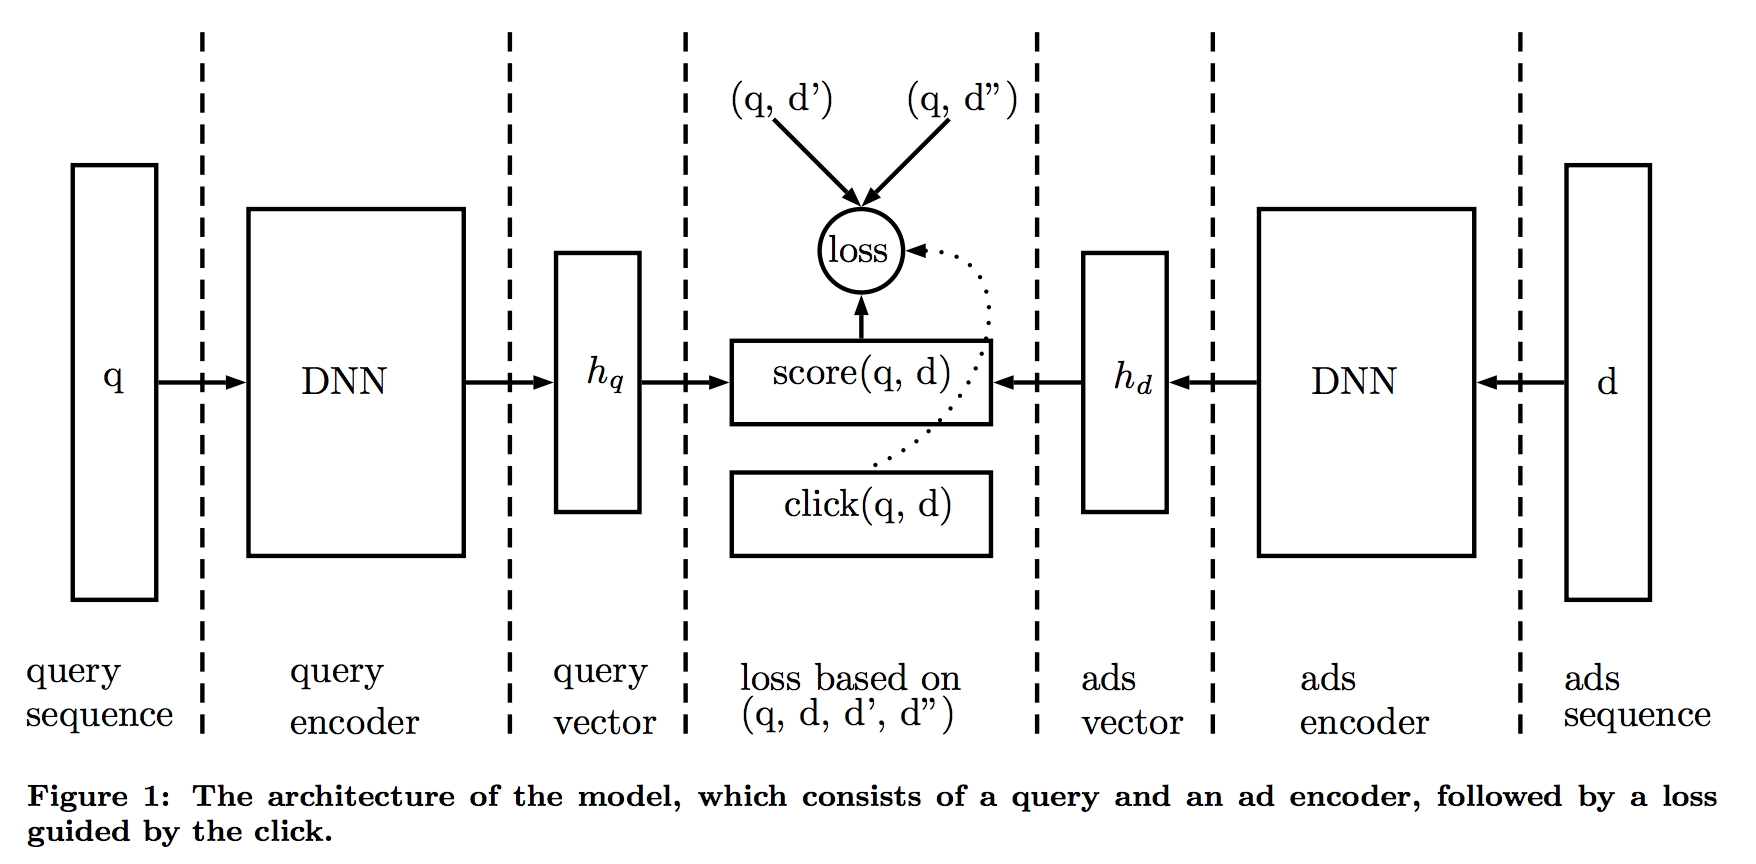 (q, d') (q, d”)
loss
q DNN h_q score(q, d) h_d DNN d
click(q, d)
query sequence
query encoder
query vector
loss based on (q, d, d', d”)
ads vector
ads encoder
ads sequence
Figure 1: The architecture of the model, which consists of a query and an ad encoder, followed by a loss
guided by the click.